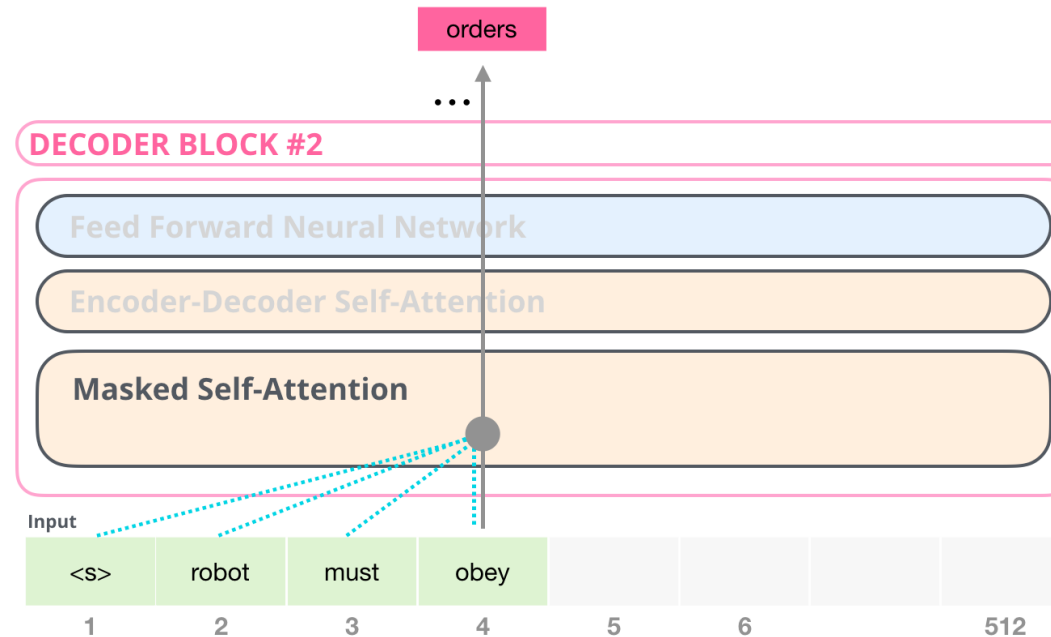 orders
...
DECODER BLOCK #2
Feed Forward Neural Network
Encoder-Decoder Self-Attention
Masked Self-Attention
Input
<s> robot must obey
1 2 3 4 5 6 512